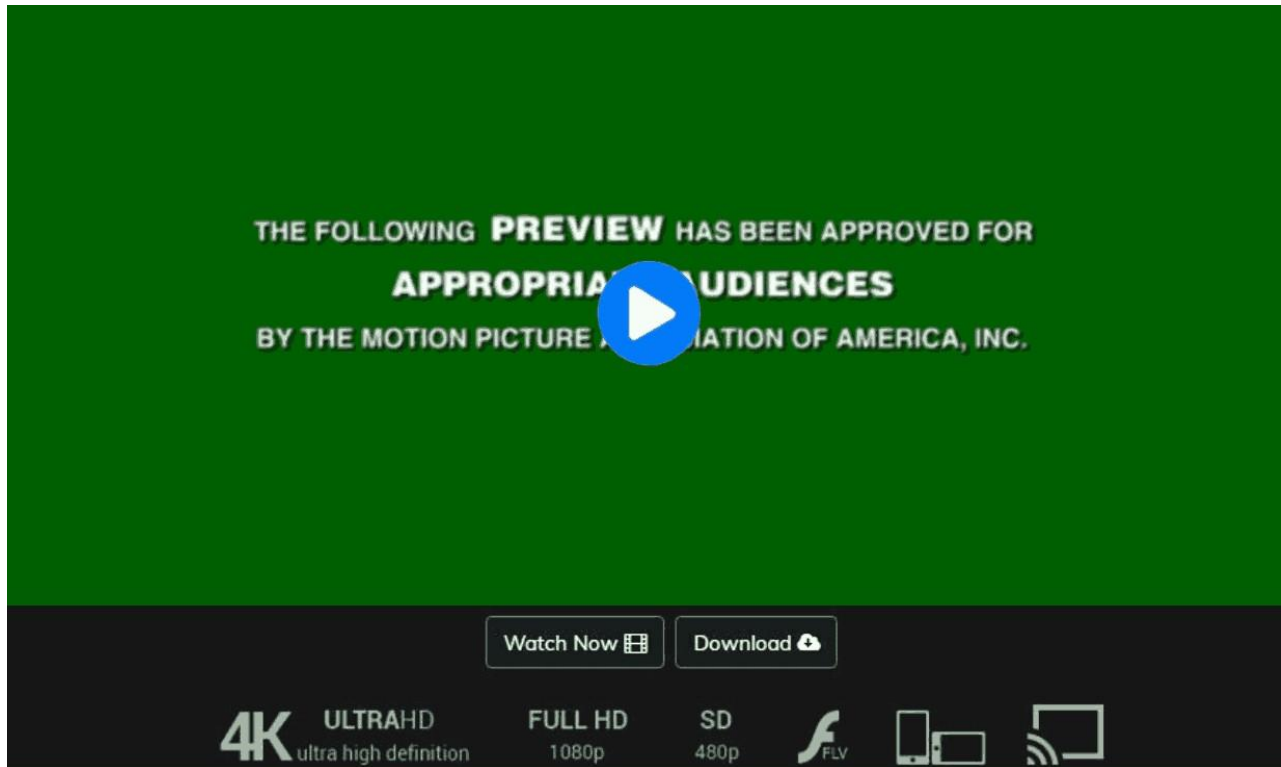 THE FOLLOWING PREVIEW HAS BEEN APPROVED FOR
AUDIENCES
BY THE MOTION PICTURE OF AMERICA, INC.
Watch Now
Download
4K ULTRAHD
ultra high definition
FULL HD
1080p
SD
480p
FLV